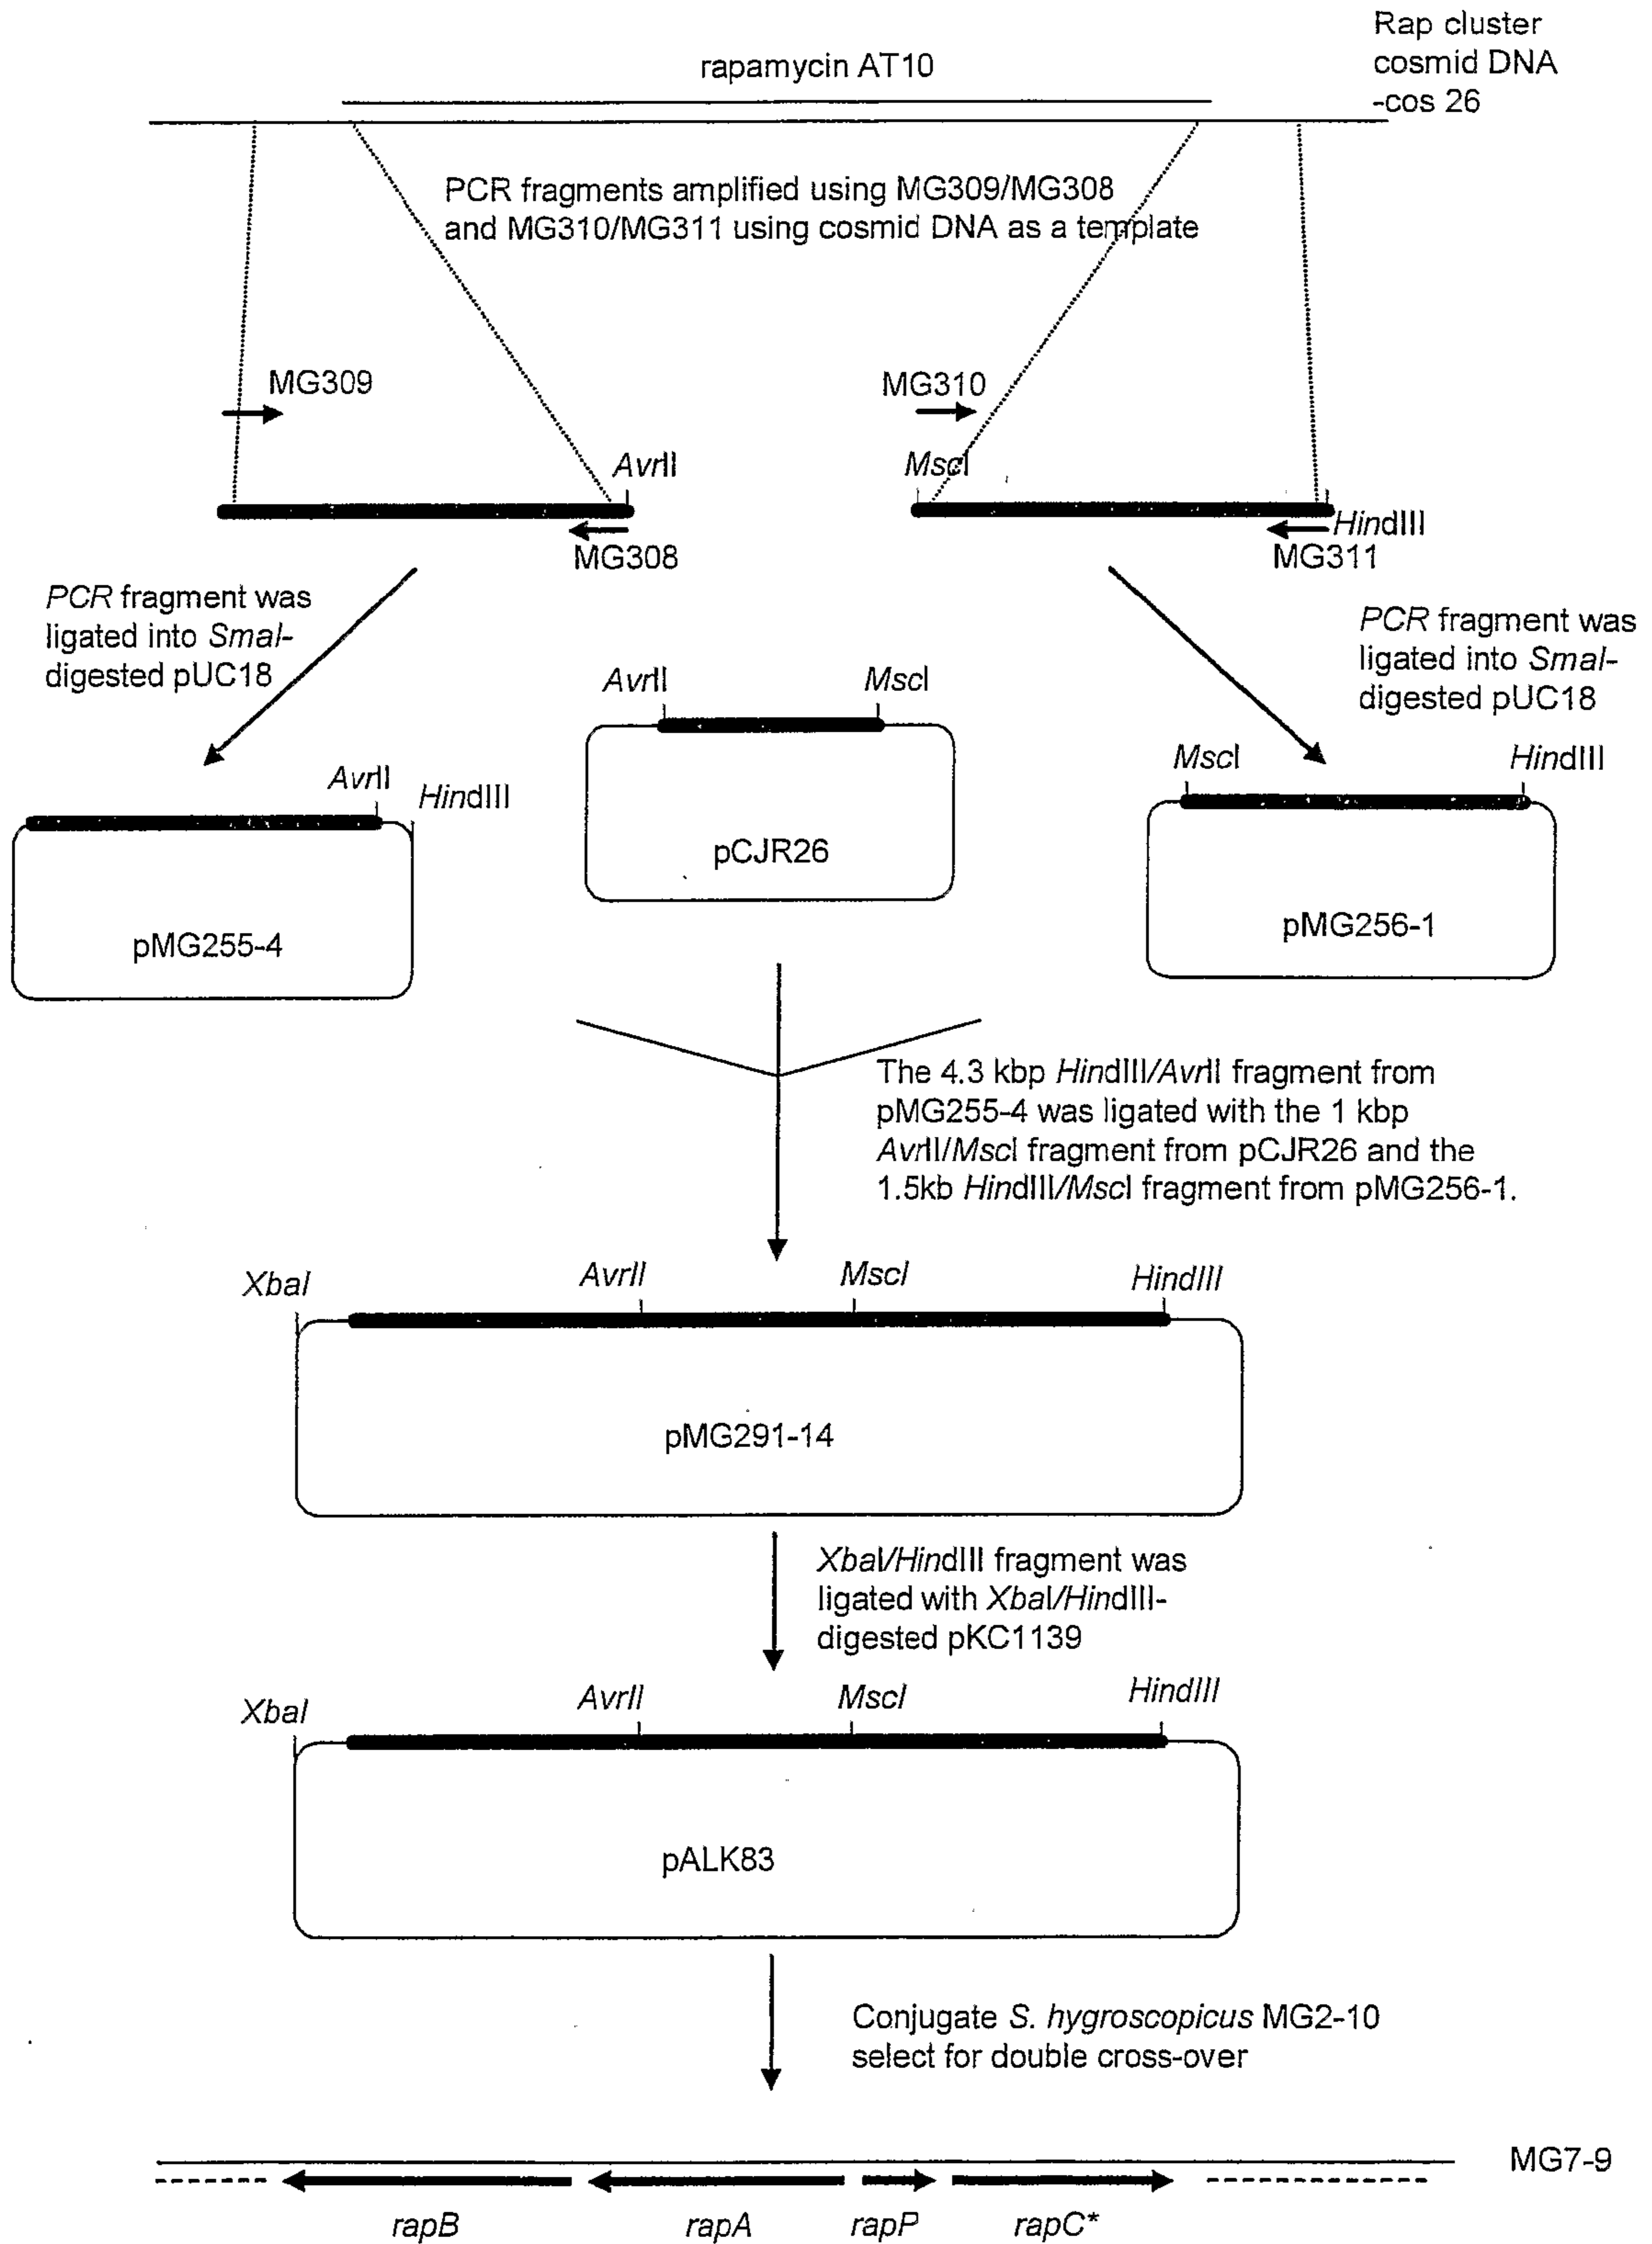 Rap cluster
cosmid DNA
-cos 26
rapamycin AT10
PCR fragments amplified using MG309/MG308
and MG310/MG311 using cosmid DNA as a template
MG309
MG310
AvrII
MscI
HindIII
MG308
MG311
PCR fragment was
ligated into SmaI-
digested pUC18
PCR fragment was
ligated into SmaI-
digested pUC18
AvrII
MscI
MscI
HindIII
AvrII
HindIII
pCJR26
pMG255-4
pMG256-1
The 4.3 kbp HindIII/AvrII fragment from
pMG255-4 was ligated with the 1 kbp
AvrII/MscI fragment from pCJR26 and the
1.5kb HindIII/MscI fragment from pMG256-1.
XbaI
AvrII
MscI
HindIII
pMG291-14
XbaI/HindIII fragment was
ligated with XbaI/HindIII-
digested pKC1139
XbaI
AvrII
MscI
HindIII
pALK83
Conjugate S. hygroscopicus MG2-10
select for double cross-over
MG7-9
rapB
rapA
rapP
rapC*